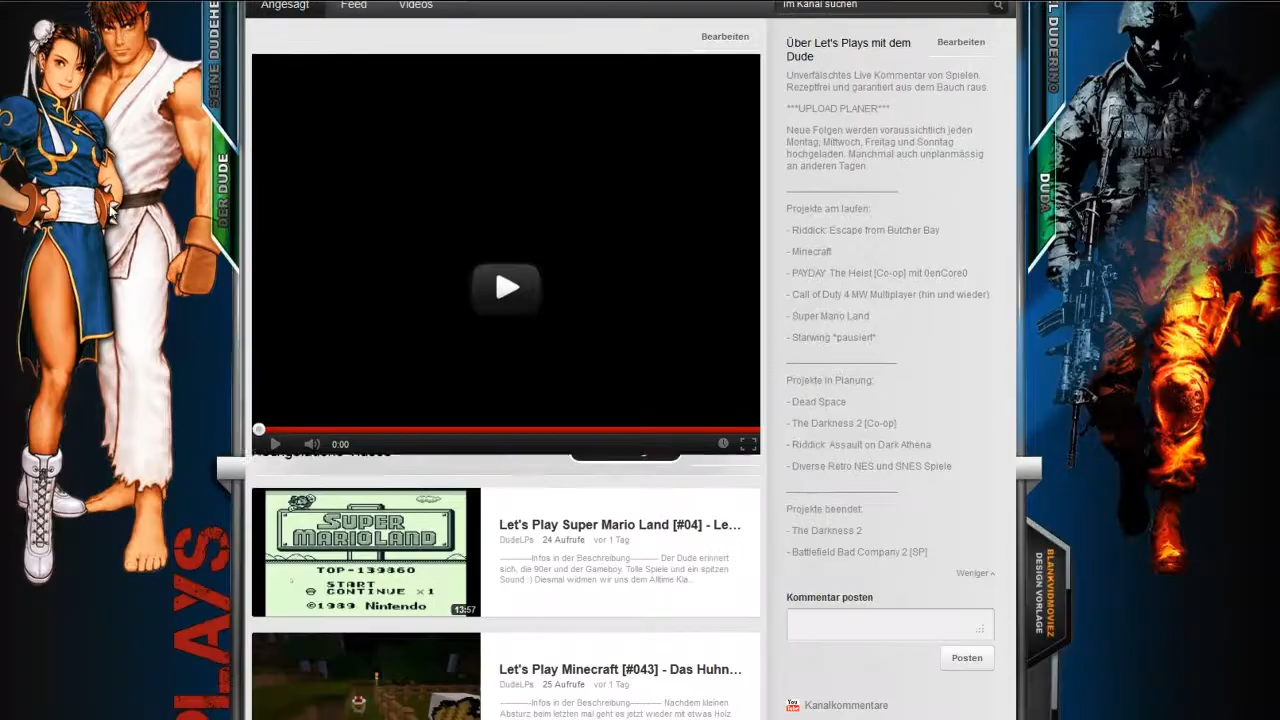 Angesagt
Feed
Videos
Im Kanal suchen
Bearbeiten
0:00
Let's Play Super Mario Land [#04] - Le...
DudeLPs 24 Aufrufe vor 1 Tag
----------Infos in der Beschreibung---------- Der Dude erinnert
sich, die 90er und der Gameboy. Tolle Spiele und ein spitzen
Sound :) Diesmal widmen wir uns dem Alltime Kla...
SUPER
MARIOLAND
TOP-139860
START
CONTINUE ×1
©1989 Nintendo
13:57
Let's Play Minecraft [#043] - Das Huhn...
DudeLPs 25 Aufrufe vor 1 Tag
----------Infos in der Beschreibung---------- Nachdem kleinen
Absturz beim letzten mal geht es jetzt wieder mit etwas Holz
Über Let's Plays mit dem
Dude
Bearbeiten
Unverfälschtes Live Kommentar von Spielen.
Rezeptfrei und garantiert aus dem Bauch raus.
***UPLOAD PLANER***
Neue Folgen werden voraussichtlich jeden
Montag, Mittwoch, Freitag und Sonntag
hochgeladen. Manchmal auch unplanmässig
an anderen Tagen.
Projekte am laufen:
- Riddick: Escape from Butcher Bay
- Minecraft
- PAYDAY: The Heist [Co-op] mit 0enCore0
- Call of Duty 4 MW Multiplayer (hin und wieder)
- Super Mario Land
- Starwing *pausiert*
Projekte in Planung:
- Dead Space
- The Darkness 2 [Co-op]
- Riddick: Assault on Dark Athena
- Diverse Retro NES und SNES Spiele
Projekte beendet:
- The Darkness 2
- Battlefield Bad Company 2 [SP]
Weniger
Kommentar posten
Posten
You Tube
Kanalkommentare
SEINE DUDEHE
DER DUDE
PLAYS
EL DUDERINO
DUDA
BLANKVIDMOVIEZ
DESIGN VORLAGE